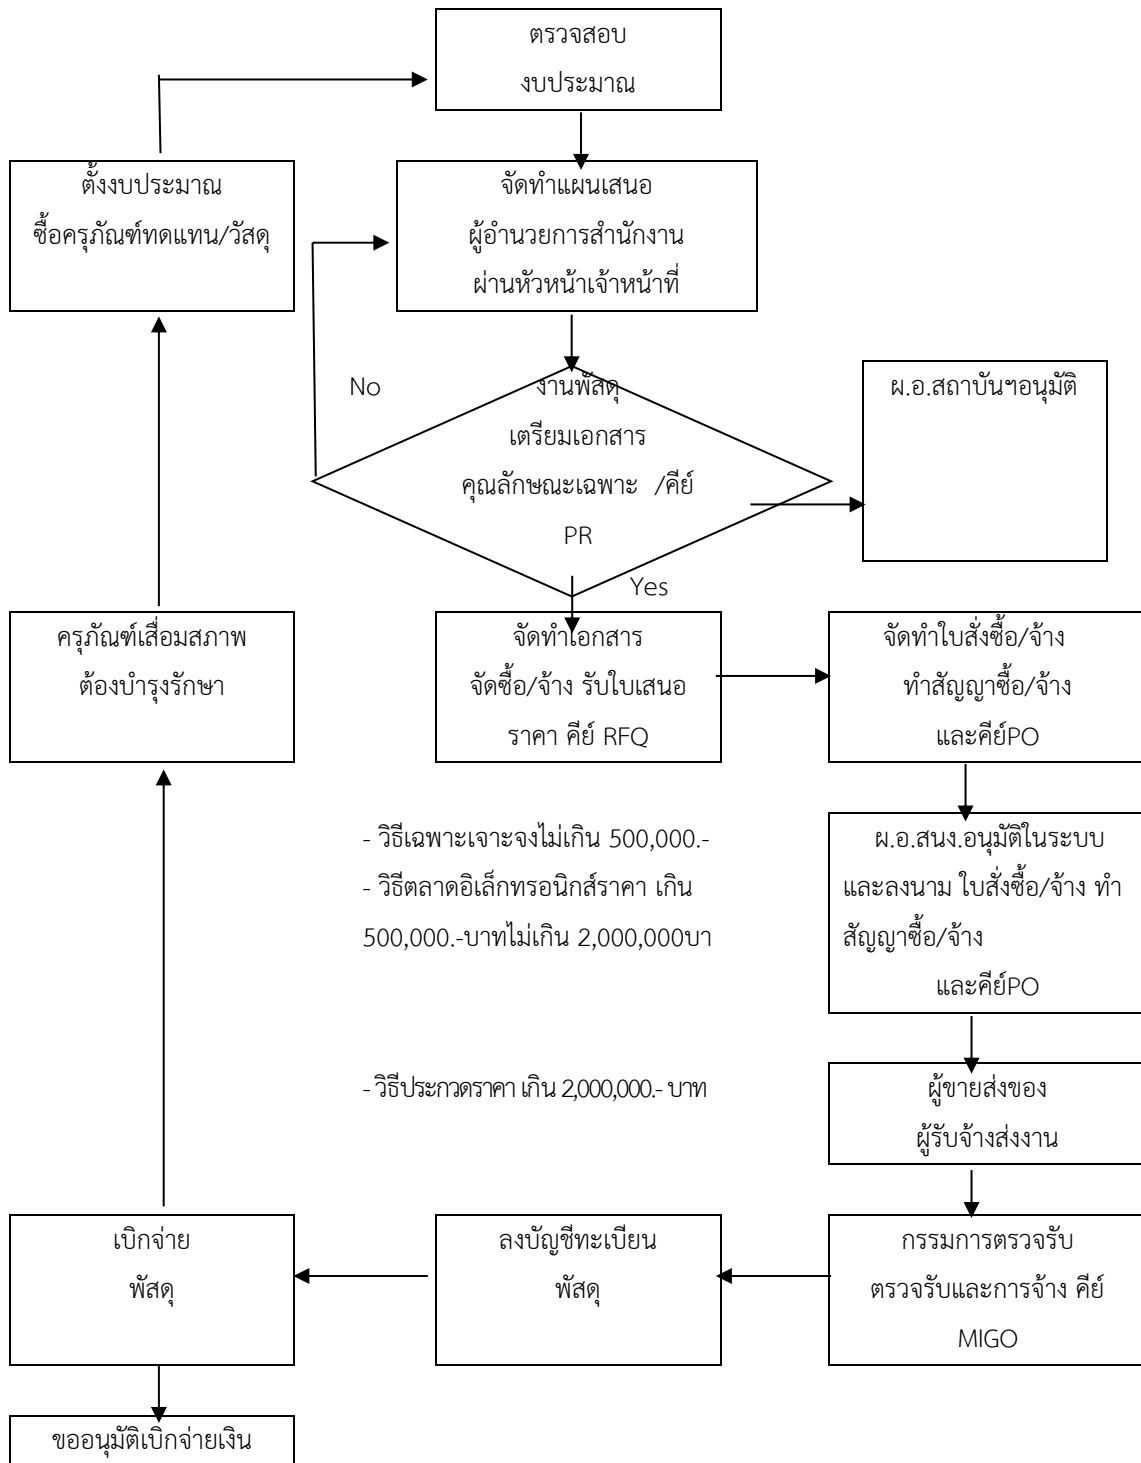 ตรวจสอบ
งบประมาณ
ตั้งงบประมาณ
ซื้อครุภัณฑ์ทดแทน/วัสดุ
จัดทำแผนเสนอ
ผู้อำนวยการสำนักงาน
ผ่านหัวหน้าเจ้าหน้าที่
No
งานพัสดุ
เตรียมเอกสาร
คุณลักษณะเฉพาะ /คีย์
PR
ผ.อ.สถาบันฯอนุมัติ
Yes
ครุภัณฑ์เสื่อมสภาพ
ต้องบำรุงรักษา
จัดทำเอกสาร
จัดซื้อ/จ้าง รับใบเสนอ
ราคา คีย์ RFQ
จัดทำใบสั่งซื้อ/จ้าง
ทำสัญญาซื้อ/จ้าง
และคีย์PO
- วิธีเฉพาะเจาะจงไม่เกิน 500,000.-
- วิธีตลาดอิเล็กทรอนิกส์ราคา เกิน
500,000.-บาทไม่เกิน 2,000,000บา
ผ.อ.สนง.อนุมัติในระบบ
และลงนาม ใบสั่งซื้อ/จ้าง ทำ
สัญญาซื้อ/จ้าง
และคีย์PO
- วิธีประกวดราคา เกิน 2,000,000.- บาท
ผู้ขายส่งของ
ผู้รับจ้างส่งงาน
เบิกจ่าย
พัสดุ
ลงบัญชีทะเบียน
พัสดุ
กรรมการตรวจรับ
ตรวจรับและการจ้าง คีย์
MIGO
ขออนุมัติเบิกจ่ายเงิน